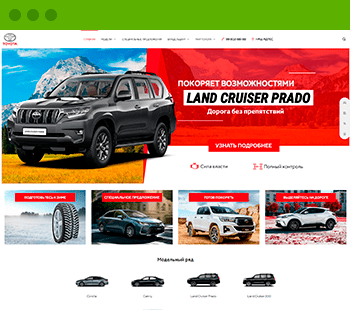 TOYOTA
ПОКОРЯЕТ ВОЗМОЖНОСТЯМИ
LAND CRUISER PRADO
Дорога без препятствий
УЗНАТЬ ПОДРОБНЕЕ
Сила власти
Полный контроль
ПОДГОТОВЬТЕСЬ К ЗИМЕ
СПЕЦИАЛЬНОЕ ПРЕДЛОЖЕНИЕ
ГОТОВ ПОКОРЯТЬ
ВЫДЕЛЯЙТЕСЬ НА ДОРОГЕ
Модельный ряд
Corolla
Camry
Land Cruiser Prado
Land Cruiser 200